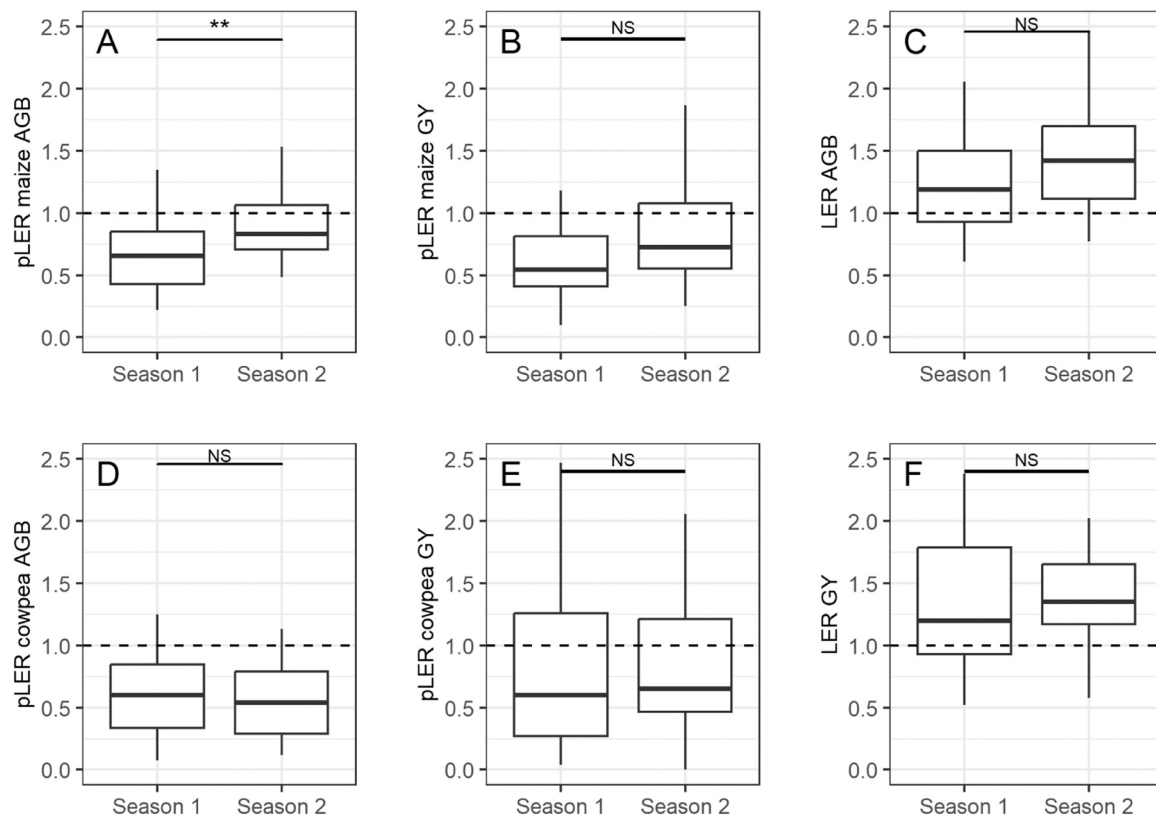 A
**
pLER maize AGB
2.5
2.0
1.5
1.0
0.5
0.0
Season 1 Season 2
B
NS
pLER maize GY
2.5
2.0
1.5
1.0
0.5
0.0
Season 1 Season 2
C
NS
LER AGB
2.5
2.0
1.5
1.0
0.5
0.0
Season 1 Season 2
D
NS
pLER cowpea AGB
2.5
2.0
1.5
1.0
0.5
0.0
Season 1 Season 2
E
NS
pLER cowpea GY
2.5
2.0
1.5
1.0
0.5
0.0
Season 1 Season 2
F
NS
LER GY
2.5
2.0
1.5
1.0
0.5
0.0
Season 1 Season 2